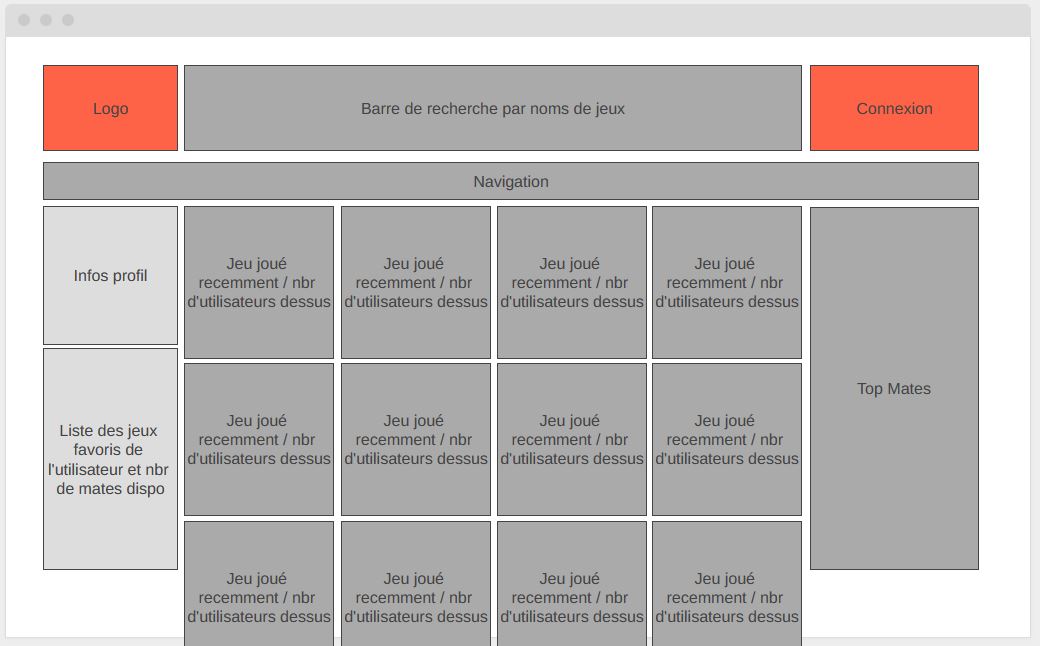 Logo
Barre de recherche par noms de jeux
Connexion
Navigation
Infos profil
Liste des jeux
favoris de
l'utilisateur et nbr
de mates dispo
Jeu joué
recemment / nbr
d'utilisateurs dessus
Jeu joué
recemment / nbr
d'utilisateurs dessus
Jeu joué
recemment / nbr
d'utilisateurs dessus
Jeu joué
recemment / nbr
d'utilisateurs dessus
Jeu joué
recemment / nbr
d'utilisateurs dessus
Jeu joué
recemment / nbr
d'utilisateurs dessus
Jeu joué
recemment / nbr
d'utilisateurs dessus
Jeu joué
recemment / nbr
d'utilisateurs dessus
Jeu joué
recemment / nbr
d'utilisateurs dessus
Jeu joué
recemment / nbr
d'utilisateurs dessus
Jeu joué
recemment / nbr
d'utilisateurs dessus
Jeu joué
recemment / nbr
d'utilisateurs dessus
Top Mates